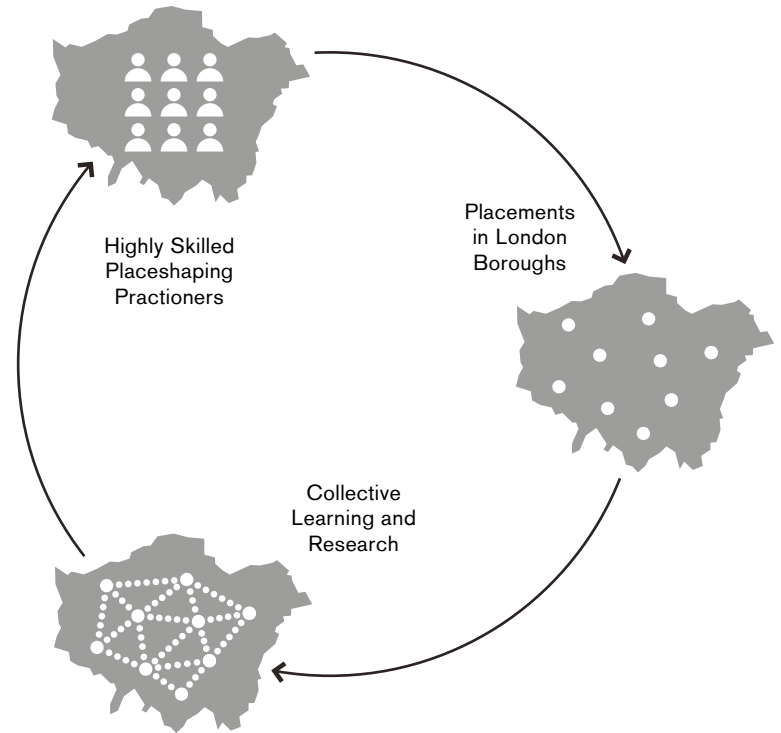 Highly Skilled
Placeshaping
Practioners
Placements
in London
Boroughs
Collective
Learning and
Research